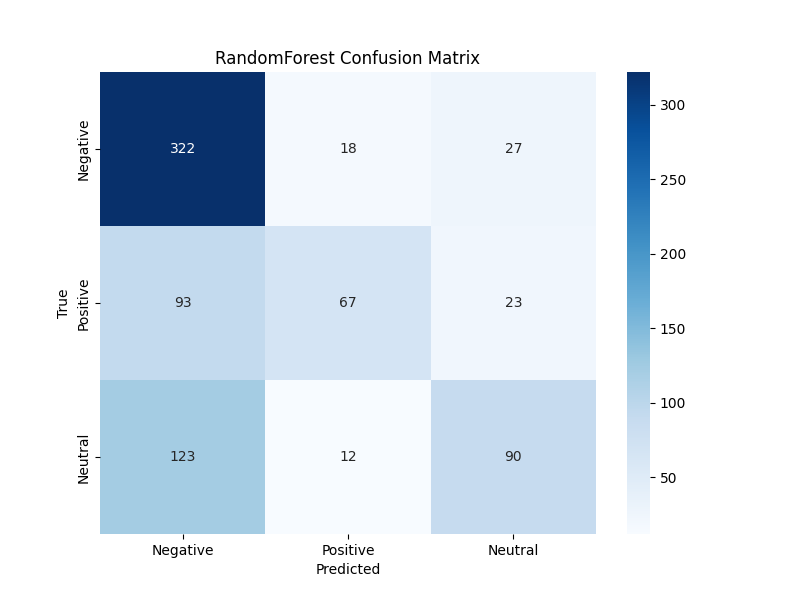 RandomForest Confusion Matrix
True
Negative
322 18 27
Positive
93 67 23
Neutral
123 12 90
Negative Positive Neutral
Predicted
300
250
200
150
100
50